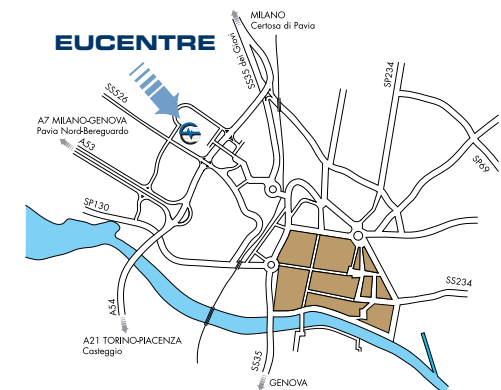 MILANO
Certosa di Pavia
EUCENTRE
SS35 dei Giovi
SP234
SS526
A7 MILANO-GENOVA
Pavia Nord-Bereguardo
A53
SP69
SP130
SS234
A54
A21 TORINO-PIACENZA
Casteggio
SS35
GENOVA